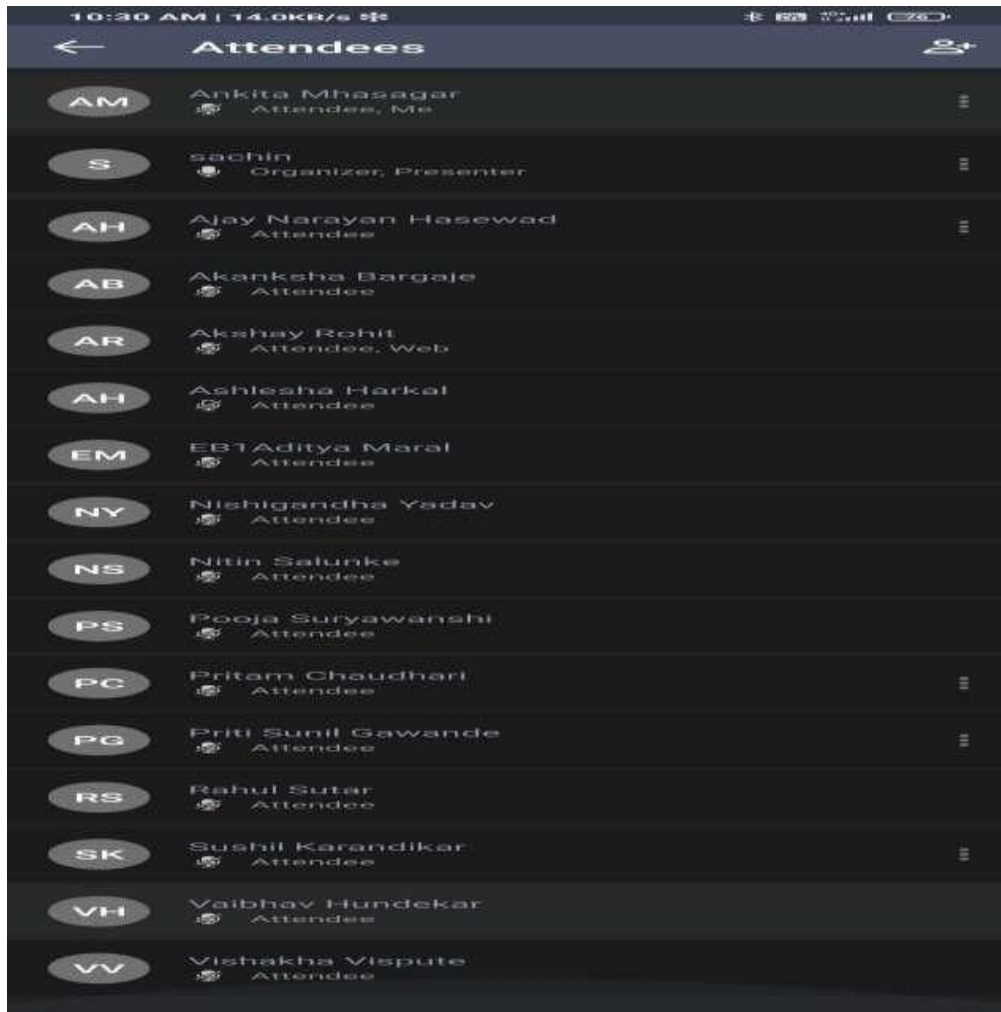 10:30 AM | 14.0KB/s
76
Attendees
AM
Ankita Mhasagar
Attendee, Me
S
sachin
Organizer, Presenter
AH
Ajay Narayan Hasewad
Attendee
AB
Akanksha Bargaje
Attendee
AR
Akshay Rohit
Attendee, Web
AH
Ashlesha Harkal
Attendee
EM
EB1Aditya Maral
Attendee
NY
Nishigandha Yadav
Attendee
NS
Nitin Salunke
Attendee
PS
Pooja Suryawanshi
Attendee
PC
Pritam Chaudhari
Attendee
PG
Priti Sunil Gawande
Attendee
RS
Rahul Sutar
Attendee
SK
Sushil Karandikar
Attendee
VH
Vaibhav Hundekar
Attendee
VV
Vishakha Vispute
Attendee